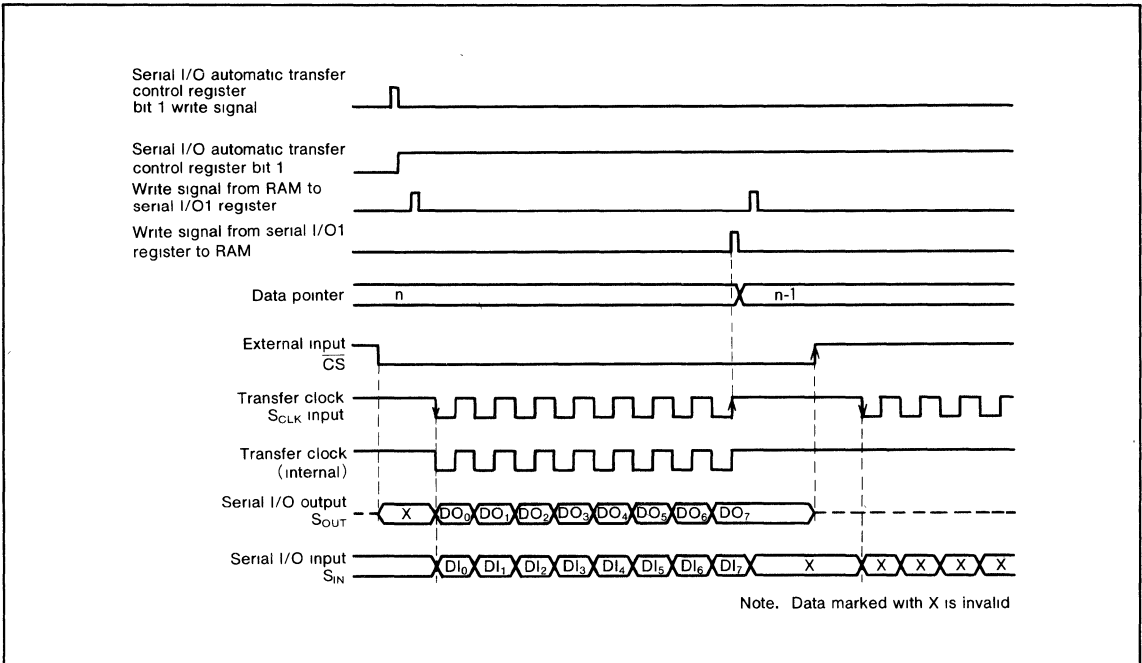 Serial I/O automatic transfer
control register
bit 1 write signal
Serial I/O automatic transfer
control register bit 1
Write signal from RAM to
serial I/O1 register
Write signal from serial I/O1
register to RAM
Data pointer
n
n-1
External input
CS
Transfer clock
SCLK input
Transfer clock
(internal)
Serial I/O output
SOUT
X DO0 DO1 DO2 DO3 DO4 DO5 DO6 DO7
Serial I/O input
SIN
DI0 DI1 DI2 DI3 DI4 DI5 DI6 DI7 X X X X X
Note. Data marked with X is invalid